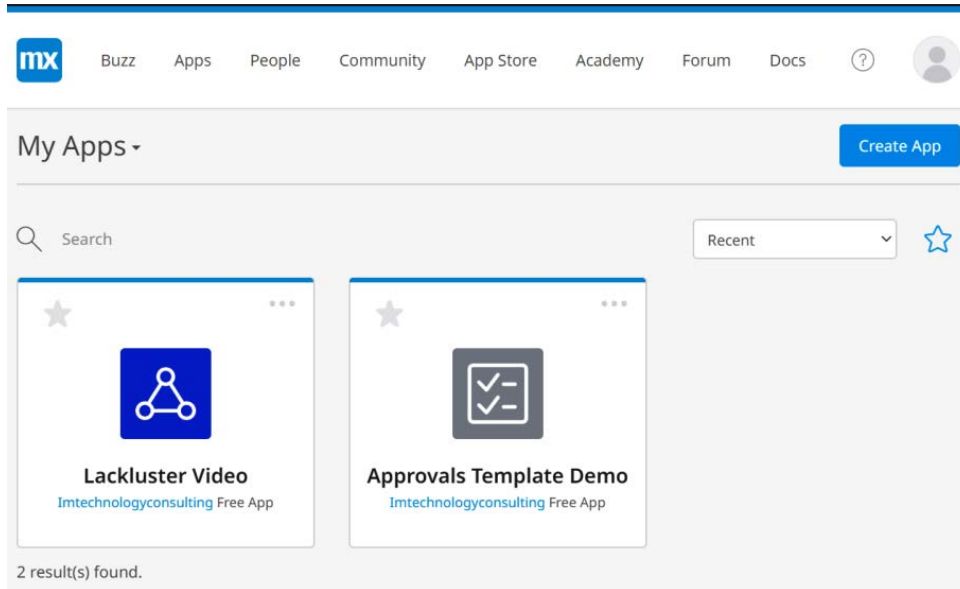 mx Buzz Apps People Community App Store Academy Forum Docs ?
My Apps Create App
Search Recent
Lackluster Video Approvals Template Demo
Imtechnologyconsulting Free App Imtechnologyconsulting Free App
2 result(s) found.